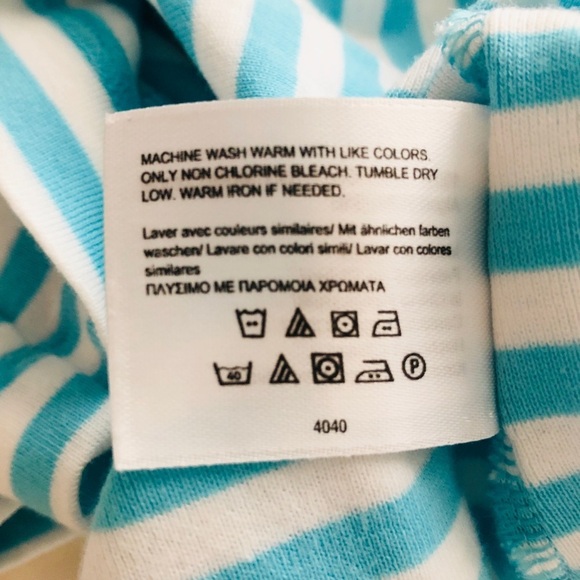 MACHINE WASH WARM WITH LIKE COLORS.
ONLY NON CHLORINE BLEACH. TUMBLE DRY
LOW. WARM IRON IF NEEDED.
Laver avec couleurs similaires/ Mit ähnlichen farben
waschen/ Lavare con colori simili/ Lavar con colores
similares
ΠΛΥΣΙΜΟ ΜΕ ΠΑΡΟΜΟΙΑ ΧΡΩΜΑΤΑ
40 P
4040